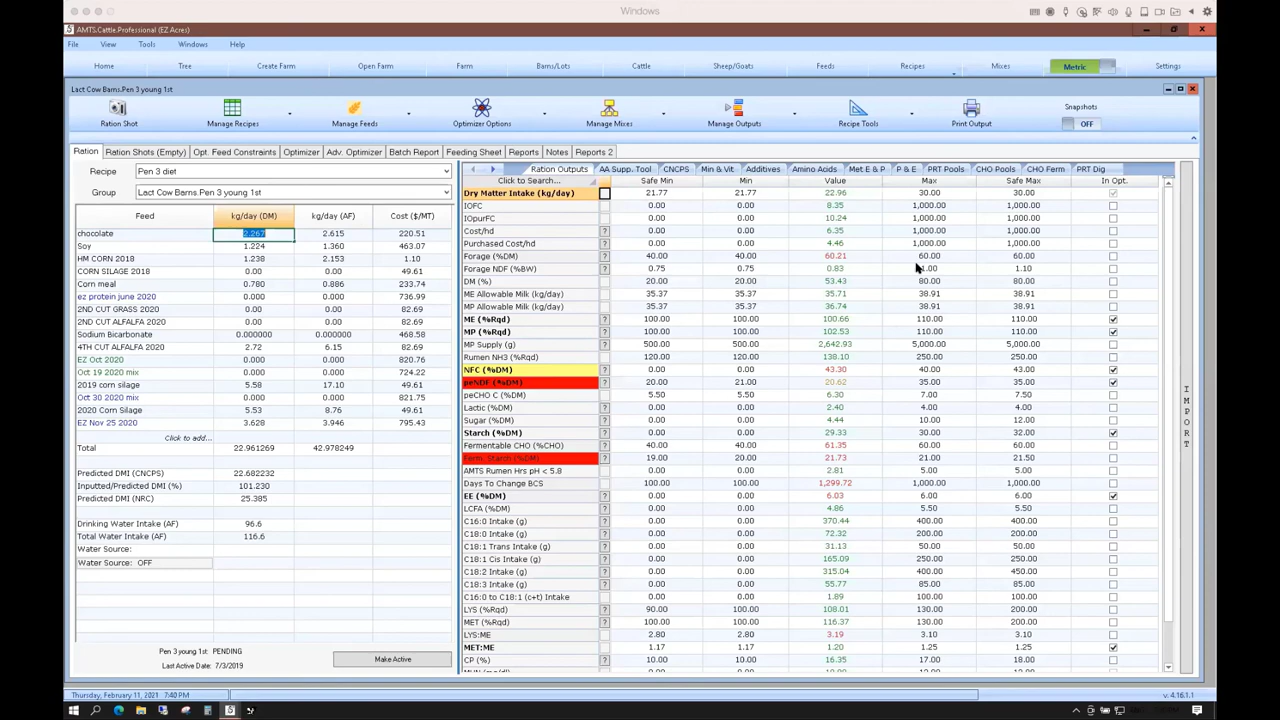 Windows
AMTS.Cattle.Professional (EZ Acres)
File View Tools Windows Help
Home Tree Create Farm Open Farm Farm Barns/Lots Cattle Sheep/Goats Feeds Recipes Mixes Metric Settings
Lact Cow Barns.Pen 3 young 1st
Ration Shot Manage Recipes Manage Feeds Optimizer Options Manage Mixes Manage Outputs Recipe Tools Print Output Snapshots OFF
Ration Ration Shots (Empty) Opt. Feed Constraints Optimizer Adv. Optimizer Batch Report Feeding Sheet Reports Notes Reports 2
Recipe Pen 3 diet
Group Lact Cow Barns.Pen 3 young 1st
Feed kg/day (DM) kg/day (AF) Cost ($/MT)
chocolate 2.267 2.615 220.51
Soy 1.224 1.360 463.07
HM CORN 2018 1.238 2.153 1.10
CORN SILAGE 2018 0.00 0.00 49.61
Corn meal 0.780 0.886 233.74
ez protein june 2020 0.000 0.000 736.99
2ND CUT GRASS 2020 0.00 0.00 82.69
2ND CUT ALFALFA 2020 0.00 0.00 82.69
Sodium Bicarbonate 0.000000 0.000000 468.58
4TH CUT ALFALFA 2020 2.72 6.15 82.69
EZ Oct 2020 0.000 0.000 820.76
Oct 19 2020 mix 0.000 0.000 724.22
2019 corn silage 5.58 17.10 49.61
Oct 30 2020 mix 0.000 0.000 821.75
2020 Corn Silage 5.53 8.76 49.61
EZ Nov 25 2020 3.628 3.946 795.43
Click to add...
Total 22.961269 42.978249
Predicted DMI (CNCPS) 22.682232
Inputted/Predicted DMI (%) 101.230
Predicted DMI (NRC) 25.385
Drinking Water Intake (AF) 96.6
Total Water Intake (AF) 116.6
Water Source:
Water Source: OFF
Pen 3 young 1st: PENDING
Last Active Date: 7/3/2019
Make Active
Ration Outputs AA Supp. Tool CNCPS Min & Vit Additives Amino Acids Met E & P P & E PRT Pools CHO Pools CHO Ferm PRT Dig
Click to Search... Safe Min Min Value Max Safe Max In Opt.
Dry Matter Intake (kg/day) 21.77 21.77 22.96 30.00 30.00
IOFC 0.00 0.00 8.35 1,000.00 1,000.00
IOpurFC 0.00 0.00 10.24 1,000.00 1,000.00
Cost/hd ? 0.00 0.00 6.35 1,000.00 1,000.00
Purchased Cost/hd ? 0.00 0.00 4.46 1,000.00 1,000.00
Forage (%DM) ? 40.00 40.00 60.21 60.00 60.00
Forage NDF (%BW) ? 0.75 0.75 0.83 1.00 1.10
DM (%) ? 20.00 20.00 53.43 80.00 80.00
ME Allowable Milk (kg/day) 35.37 35.37 35.71 38.91 38.91
MP Allowable Milk (kg/day) 35.37 35.37 36.74 38.91 38.91
ME (%Rqd) ? 100.00 100.00 100.66 110.00 110.00
MP (%Rqd) ? 100.00 100.00 102.53 110.00 110.00
MP Supply (g) ? 500.00 500.00 2,642.93 5,000.00 5,000.00
Rumen NH3 (%Rqd) 120.00 120.00 138.10 250.00 250.00
NFC (%DM) ? 30.00 30.00 43.30 40.00 43.00
peNDF (%DM) ? 20.00 21.00 20.62 35.00 35.00
peCHO C (%DM) 5.50 5.50 6.30 7.00 7.50
Lactic (%DM) ? 0.00 0.00 2.40 4.00 4.00
Sugar (%DM) ? 0.00 0.00 4.44 10.00 12.00
Starch (%DM) ? 0.00 0.00 29.33 30.00 32.00
Fermentable CHO (%CHO) ? 40.00 40.00 61.35 60.00 60.00
Ferm. Starch (%DM) ? 19.00 20.00 21.73 21.00 21.50
AMTS Rumen Hrs pH < 5.8 0.00 0.00 2.81 5.00 5.00
Days To Change BCS ? 0.00 0.00 1,299.72 1,000.00 1,000.00
EE (%DM) ? 0.00 0.00 6.03 6.00 6.00
LCFA (%DM) ? 0.00 0.00 4.86 5.50 5.50
C16:0 Intake (g) ? 0.00 0.00 370.44 400.00 400.00
C18:0 Intake (g) ? 0.00 0.00 72.32 400.00 400.00
C18:1 Trans Intake (g) ? 0.00 0.00 31.13 50.00 50.00
C18:1 Cis Intake (g) ? 0.00 0.00 165.09 250.00 250.00
C18:2 Intake (g) ? 0.00 0.00 315.04 400.00 450.00
C18:3 Intake (g) ? 0.00 0.00 55.77 85.00 85.00
C16:0 to C18:1 (c+t) Intake 0.00 0.00 1.89 100.00 100.00
LYS (%Rqd) ? 90.00 100.00 108.01 130.00 200.00
MET (%Rqd) ? 100.00 100.00 116.37 130.00 200.00
LYS:ME 2.80 2.80 3.19 3.10 3.10
MET:ME 1.17 1.17 1.20 1.25 1.25
CP (%) ? 10.00 10.00 16.35 17.00 18.00
I M P O R T
Thursday, February 11, 2021 7:40 PM v. 4.16.1.1